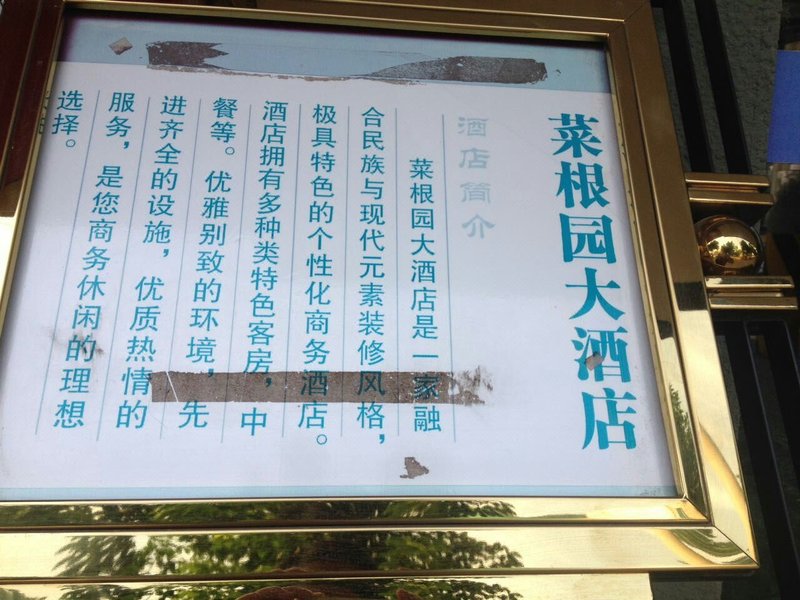 菜根园大酒店
酒店简介
菜根园大酒店是一家融
合民族与现代元素装修风格，
极具特色的个性化商务酒店。
酒店拥有多种类特色客房，中
餐等。优雅别致的环境，先
进齐全的设施，优质热情的
服务，是您商务休闲的理想
选择。